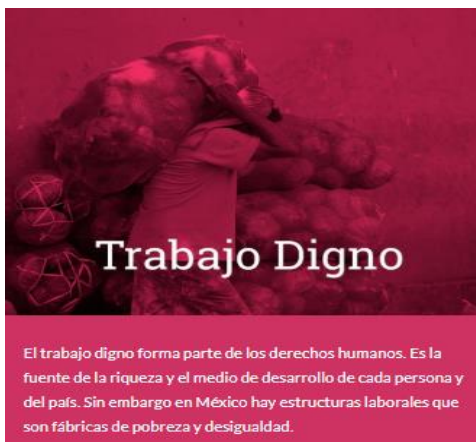 Trabajo Digno
El trabajo digno forma parte de los derechos humanos. Es la
fuente de la riqueza y el medio de desarrollo de cada persona y
del país. Sin embargo en México hay estructuras laborales que
son fábricas de pobreza y desigualdad.